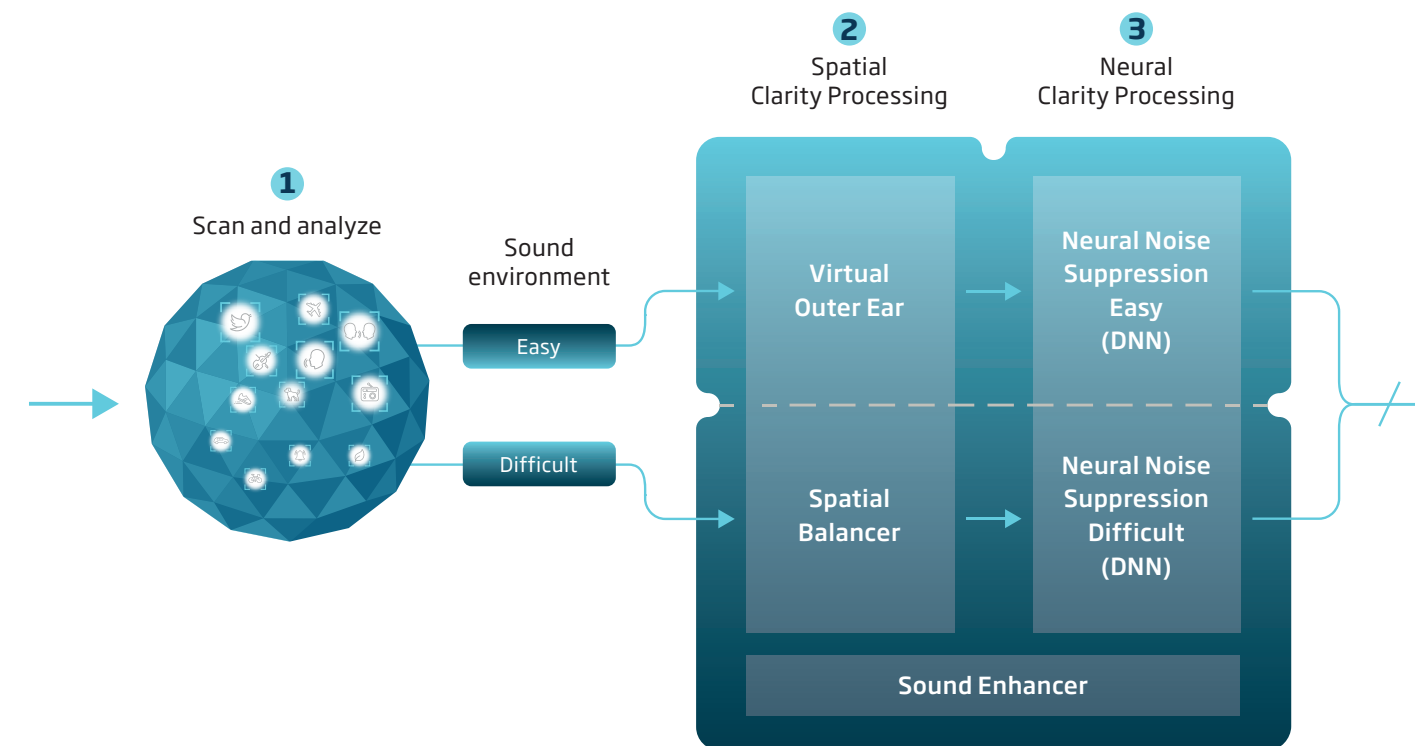 1
Scan and analyze
Sound
environment
Easy
Difficult
2
Spatial
Clarity Processing
3
Neural
Clarity Processing
Virtual
Outer Ear
Neural Noise
Suppression
Easy
(DNN)
Spatial
Balancer
Neural Noise
Suppression
Difficult
(DNN)
Sound Enhancer